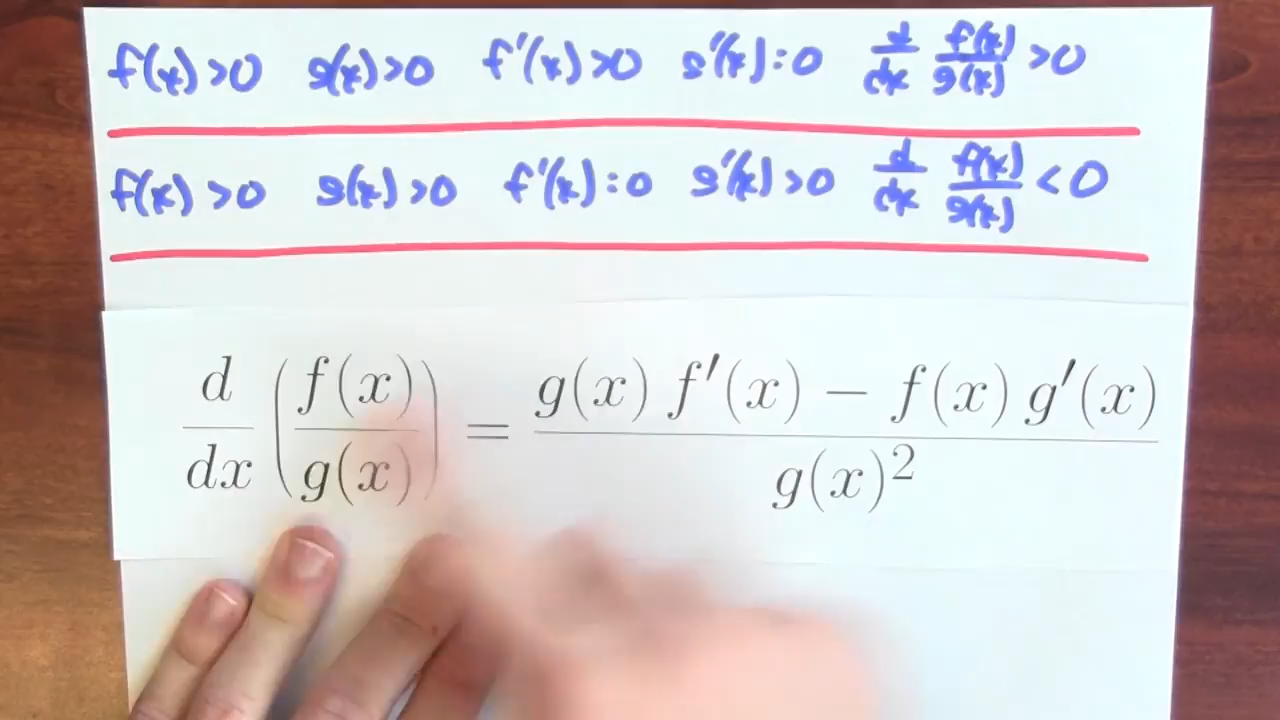 f(x) >0 g(x) >0 f'(x) >0 g'(x) =0 d/dx f(x)/g(x) >0
f(x) >0 g(x) >0 f'(x) =0 g'(x) >0 d/dx f(x)/g(x) <0
d/dx (f(x)/g(x)) = (g(x) f'(x) − f(x) g'(x))/g(x)²